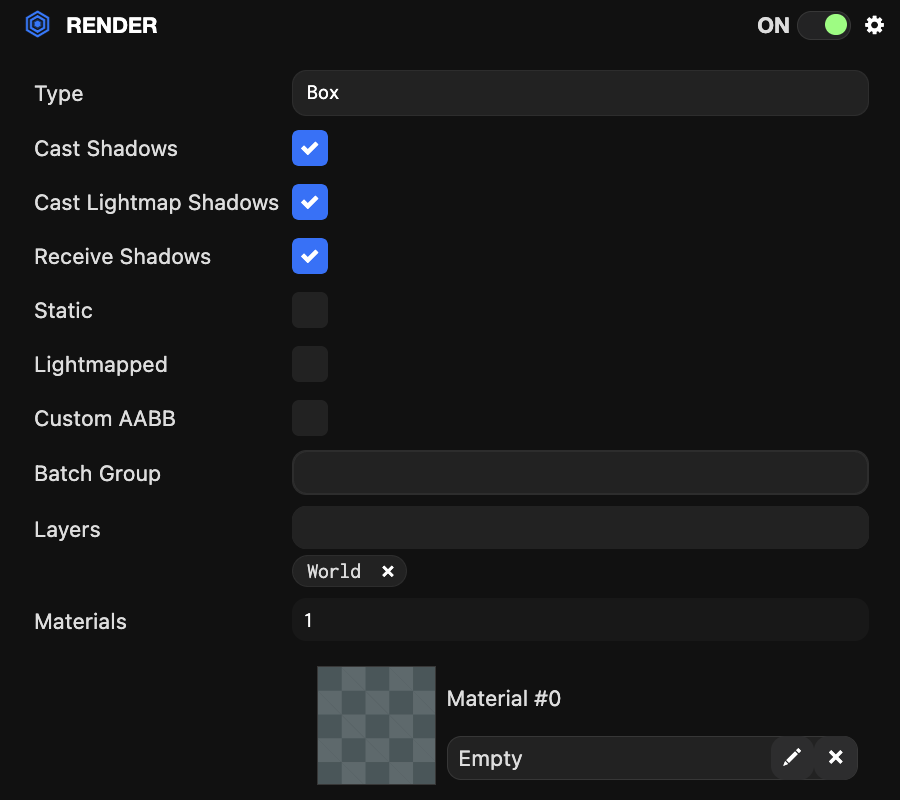 RENDER ON
Type Box
Cast Shadows
Cast Lightmap Shadows
Receive Shadows
Static
Lightmapped
Custom AABB
Batch Group
Layers
World
Materials 1
Material #0
Empty